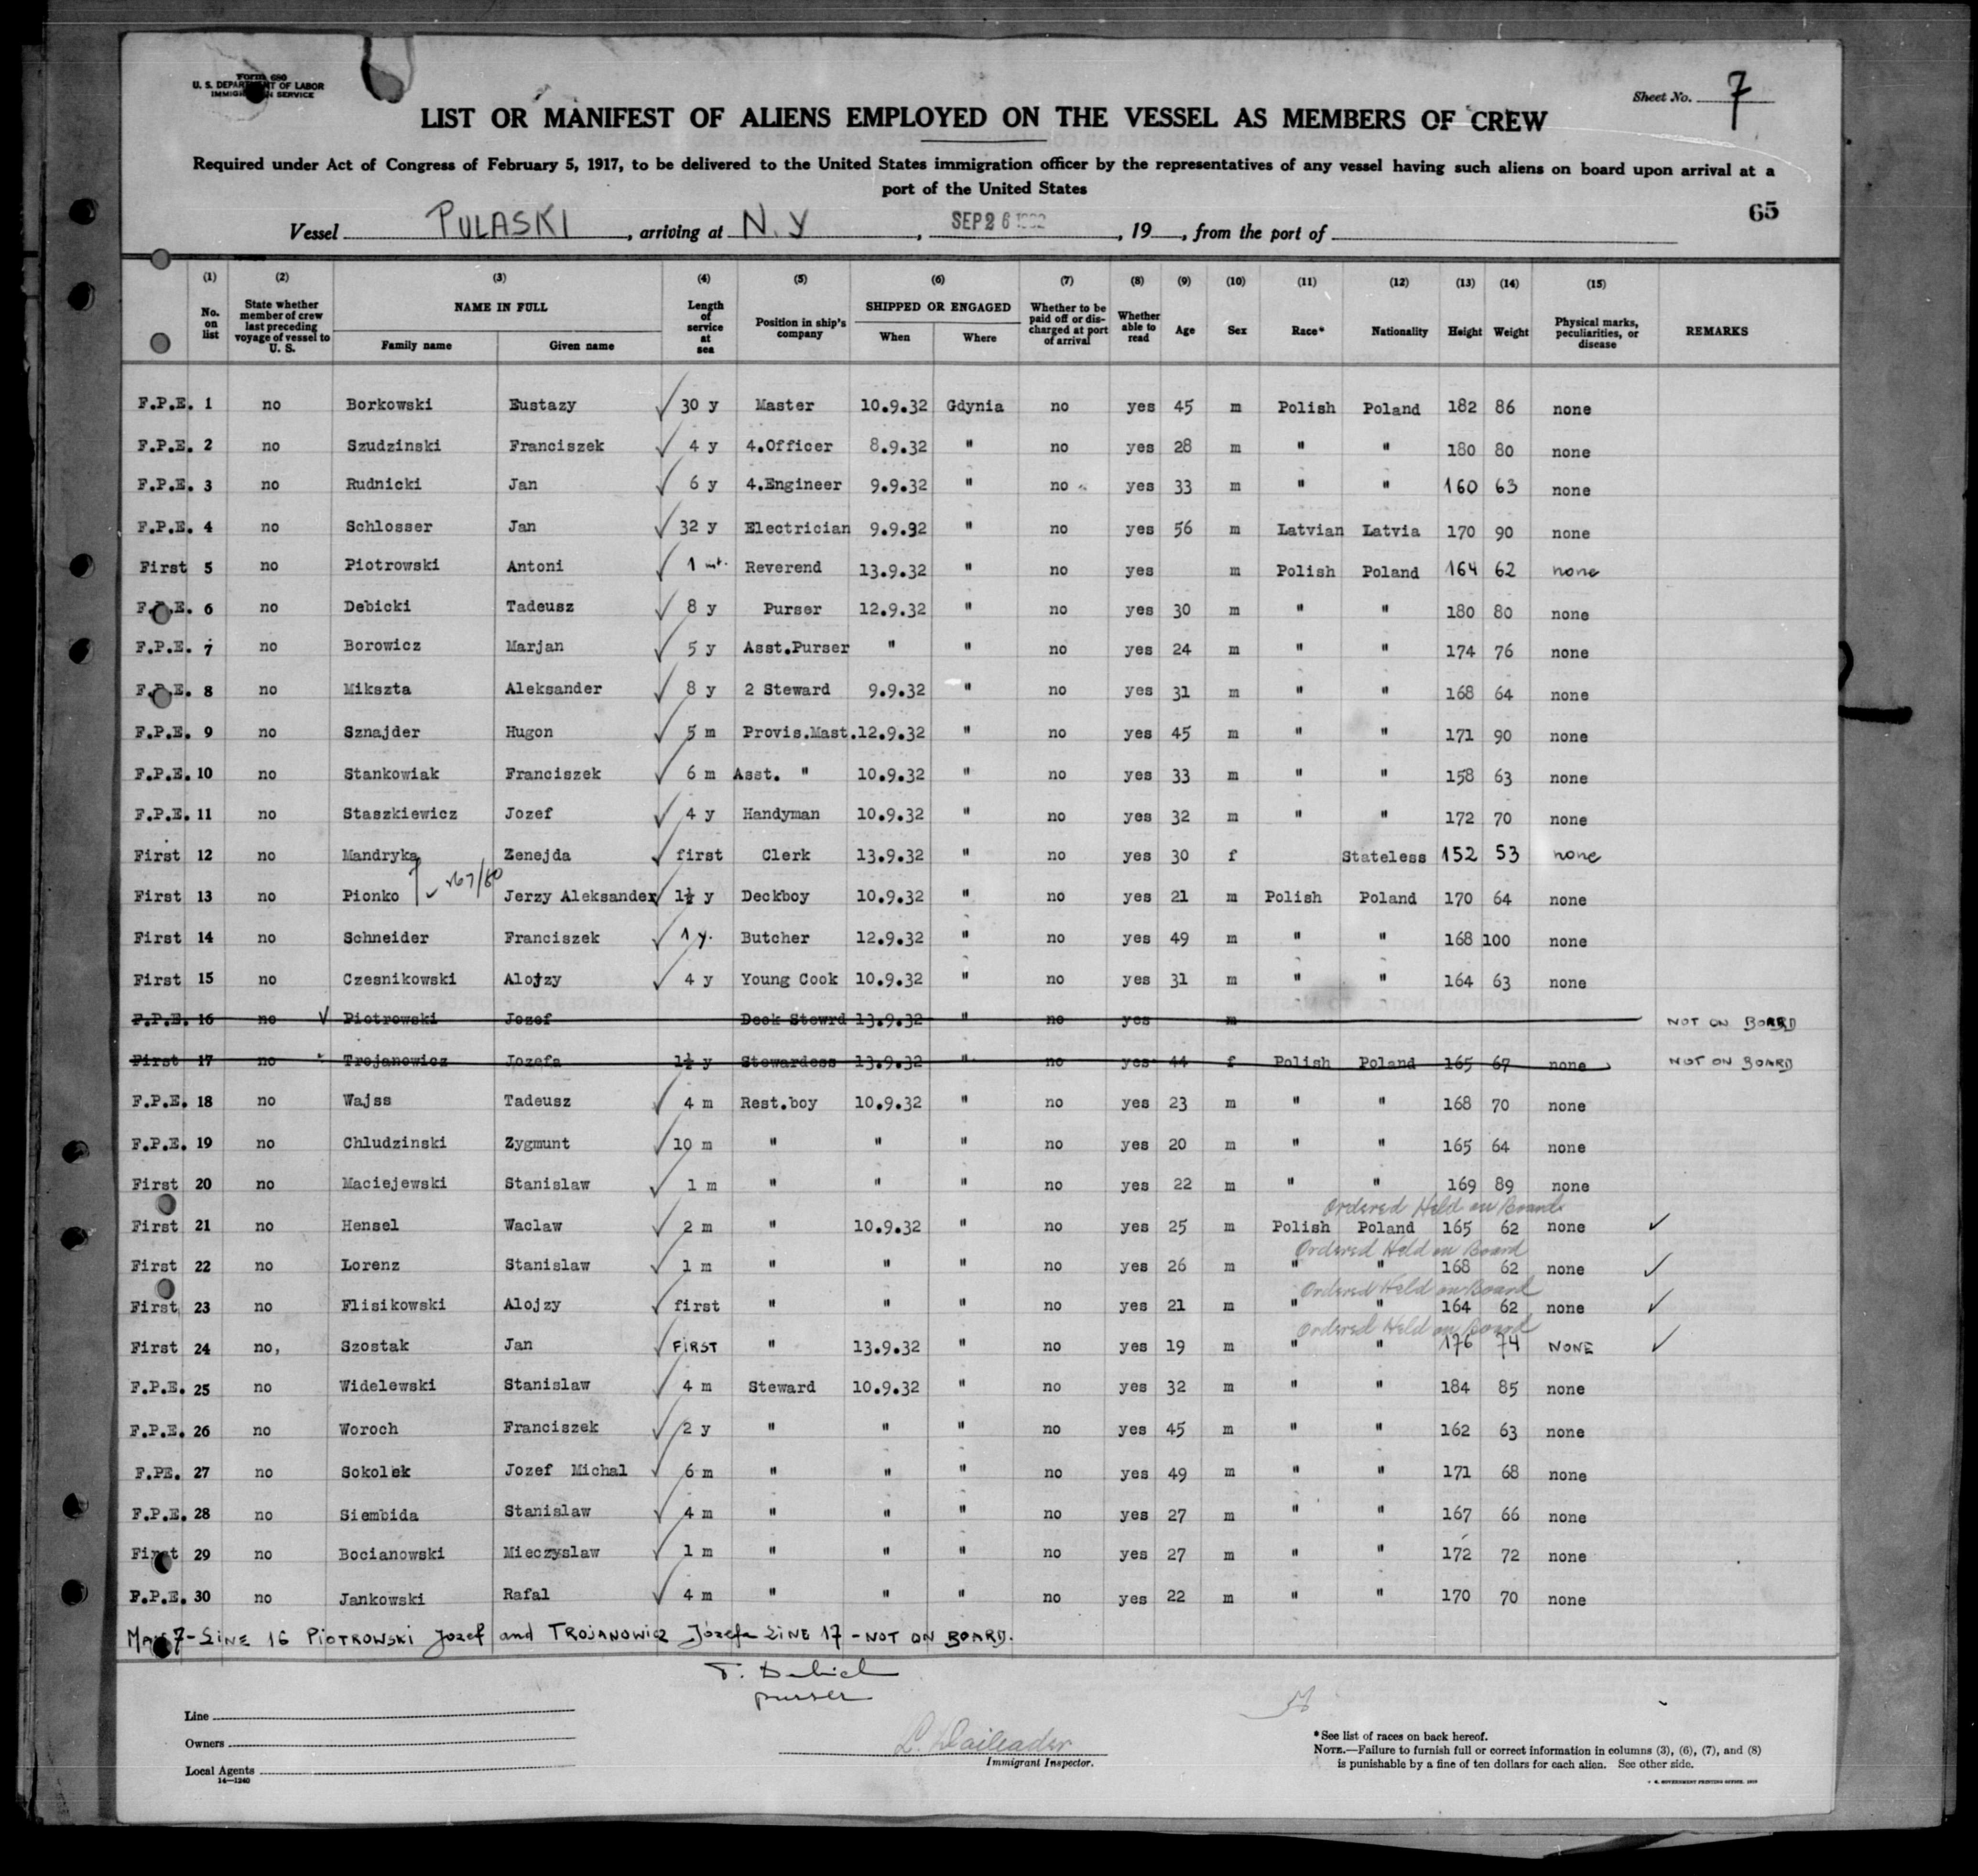 Form 680
U. S. DEPARTMENT OF LABOR
IMMIGRATION SERVICE
Sheet No. 7
LIST OR MANIFEST OF ALIENS EMPLOYED ON THE VESSEL AS MEMBERS OF CREW
Required under Act of Congress of February 5, 1917, to be delivered to the United States immigration officer by the representatives of any vessel having such aliens on board upon arrival at a
port of the United States
65
Vessel PULASKI, arriving at N.Y, SEP 26 1932, 19, from the port of
(1) (2) (3) (4) (5) (6) (7) (8) (9) (10) (11) (12) (13) (14) (15)
No. on list State whether member of crew last preceding voyage of vessel to U. S. NAME IN FULL Family name Given name Length of service at sea Position in ship's company SHIPPED OR ENGAGED When Where Whether to be paid off or discharged at port of arrival Whether able to read Age Sex Race* Nationality Height Weight Physical marks, peculiarities, or disease REMARKS
F.P.E. 1 no Borkowski Eustazy 30 y Master 10.9.32 Gdynia no yes 45 m Polish Poland 182 86 none
F.P.E. 2 no Szudzinski Franciszek 4 y 4.Officer 8.9.32 " no yes 28 m " " 180 80 none
F.P.E. 3 no Rudnicki Jan 6 y 4.Engineer 9.9.32 " no yes 33 m " " 160 63 none
F.P.E. 4 no Schlosser Jan 32 y Electrician 9.9.32 " no yes 56 m Latvian Latvia 170 90 none
First 5 no Piotrowski Antoni 1 Reverend 13.9.32 " no yes m Polish Poland 164 62 none
F.P.E. 6 no Debicki Tadeusz 8 y Purser 12.9.32 " no yes 30 m " " 180 80 none
F.P.E. 7 no Borowicz Marjan 5 y Asst.Purser " " no yes 24 m " " 174 76 none
F.P.E. 8 no Mikszta Aleksander 8 y 2 Steward 9.9.32 " no yes 31 m " " 168 64 none
F.P.E. 9 no Sznajder Hugon 5 m Provis.Mast. 12.9.32 " no yes 45 m " " 171 90 none
F.P.E. 10 no Stankowiak Franciszek 6 m Asst. " 10.9.32 " no yes 33 m " " 158 63 none
F.P.E. 11 no Staszkiewicz Jozef 4 y Handyman 10.9.32 " no yes 32 m " " 172 70 none
First 12 no Mandryka Zenejda first Clerk 13.9.32 " no yes 30 f Stateless 152 53 none
First 13 no Pionko Jerzy Aleksander 1½ y Deckboy 10.9.32 " no yes 21 m Polish Poland 170 64 none
First 14 no Schneider Franciszek 1 y. Butcher 12.9.32 " no yes 49 m " " 168 100 none
First 15 no Czesnikowski Alojzy 4 y Young Cook 10.9.32 " no yes 31 m " " 164 63 none
F.P.E. 16 no Piotrowski Jozef Deck Stewrd 13.9.32 " no yes m NOT ON BOARD
First 17 no Trojanowicz Jozefa 1½ y Stewardess 13.9.32 " no yes 44 f Polish Poland 165 67 none NOT ON BOARD
F.P.E. 18 no Wajss Tadeusz 4 m Rest.boy 10.9.32 " no yes 23 m " " 168 70 none
F.P.E. 19 no Chludzinski Zygmunt 10 m " " " no yes 20 m " " 165 64 none
First 20 no Maciejewski Stanislaw 1 m " " " no yes 22 m " " 169 89 none
Ordered Held on Board
First 21 no Hensel Waclaw 2 m " 10.9.32 " no yes 25 m Polish Poland 165 62 none ✓
Ordered Held on Board
First 22 no Lorenz Stanislaw 1 m " " " no yes 26 m " " 168 62 none ✓
Ordered Held on Board
First 23 no Flisikowski Alojzy first " " " no yes 21 m " " 164 62 none ✓
Ordered Held on Board
First 24 no, Szostak Jan FIRST " 13.9.32 " no yes 19 m " " 176 74 NONE ✓
F.P.E. 25 no Widelewski Stanislaw 4 m Steward 10.9.32 " no yes 32 m " " 184 85 none
F.P.E. 26 no Woroch Franciszek 2 y " " " no yes 45 m " " 162 63 none
F.PE. 27 no Sokolek Jozef Michal 6 m " " " no yes 49 m " " 171 68 none
F.P.E. 28 no Siembida Stanislaw 4 m " " " no yes 27 m " " 167 66 none
First 29 no Bocianowski Mieczyslaw 1 m " " " no yes 27 m " " 172 72 none
F.P.E. 30 no Jankowski Rafal 4 m " " " no yes 22 m " " 170 70 none
7-LINE 16 PIOTROWSKI Jozef and TROJANOWICZ Józefa LINE 17 - NOT ON BOARD.
purser
Line
Owners
Local Agents
14—1240
Immigrant Inspector.
*See list of races on back hereof.
NOTE.—Failure to furnish full or correct information in columns (3), (6), (7), and (8)
is punishable by a fine of ten dollars for each alien. See other side.